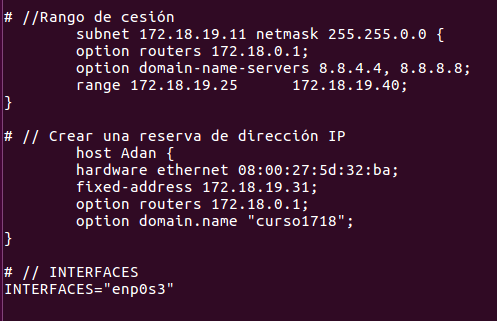 # //Rango de cesión
subnet 172.18.19.11 netmask 255.255.0.0 {
option routers 172.18.0.1;
option domain-name-servers 8.8.4.4, 8.8.8.8;
range 172.18.19.25 172.18.19.40;
}
# // Crear una reserva de dirección IP
host Adan {
hardware ethernet 08:00:27:5d:32:ba;
fixed-address 172.18.19.31;
option routers 172.18.0.1;
option domain.name "curso1718";
}
# // INTERFACES
INTERFACES="enp0s3"